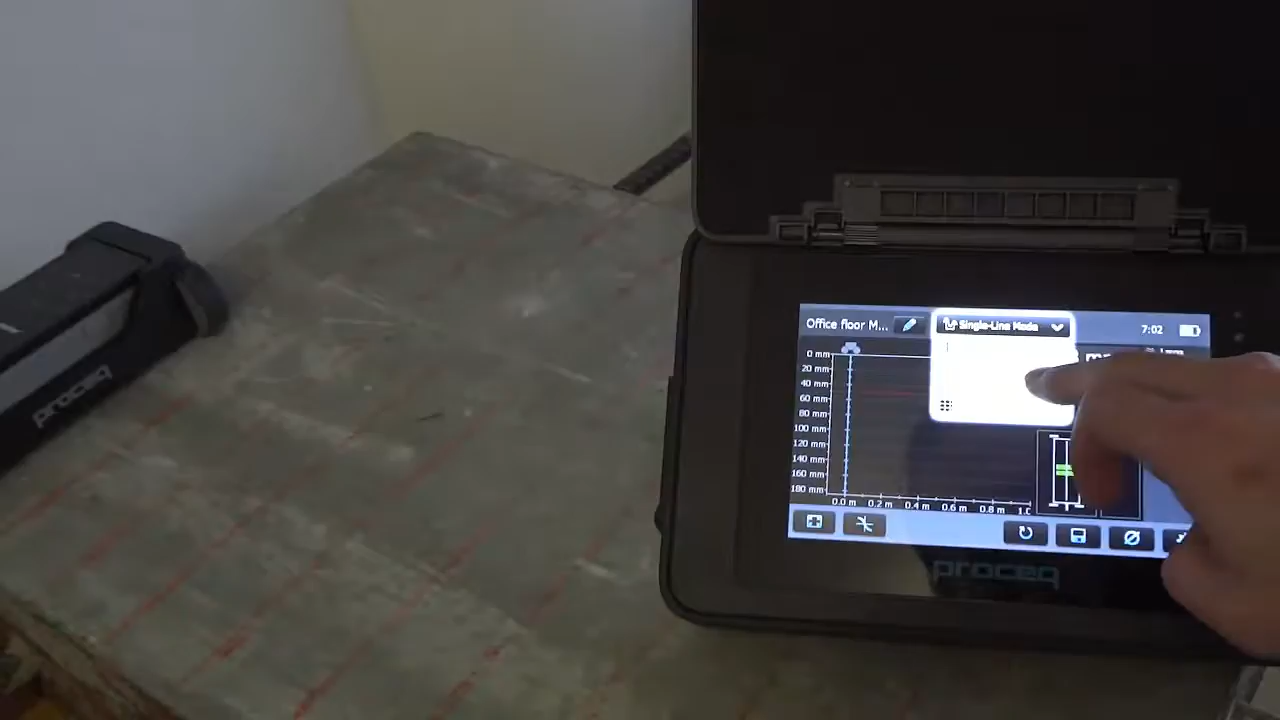 proceq
Office floor M...
Single-Line Mode
7:02
0 mm
20 mm
40 mm
60 mm
80 mm
100 mm
120 mm
140 mm
160 mm
180 mm
0.0 m
0.2 m
0.4 m
0.6 m
0.8 m
proceq